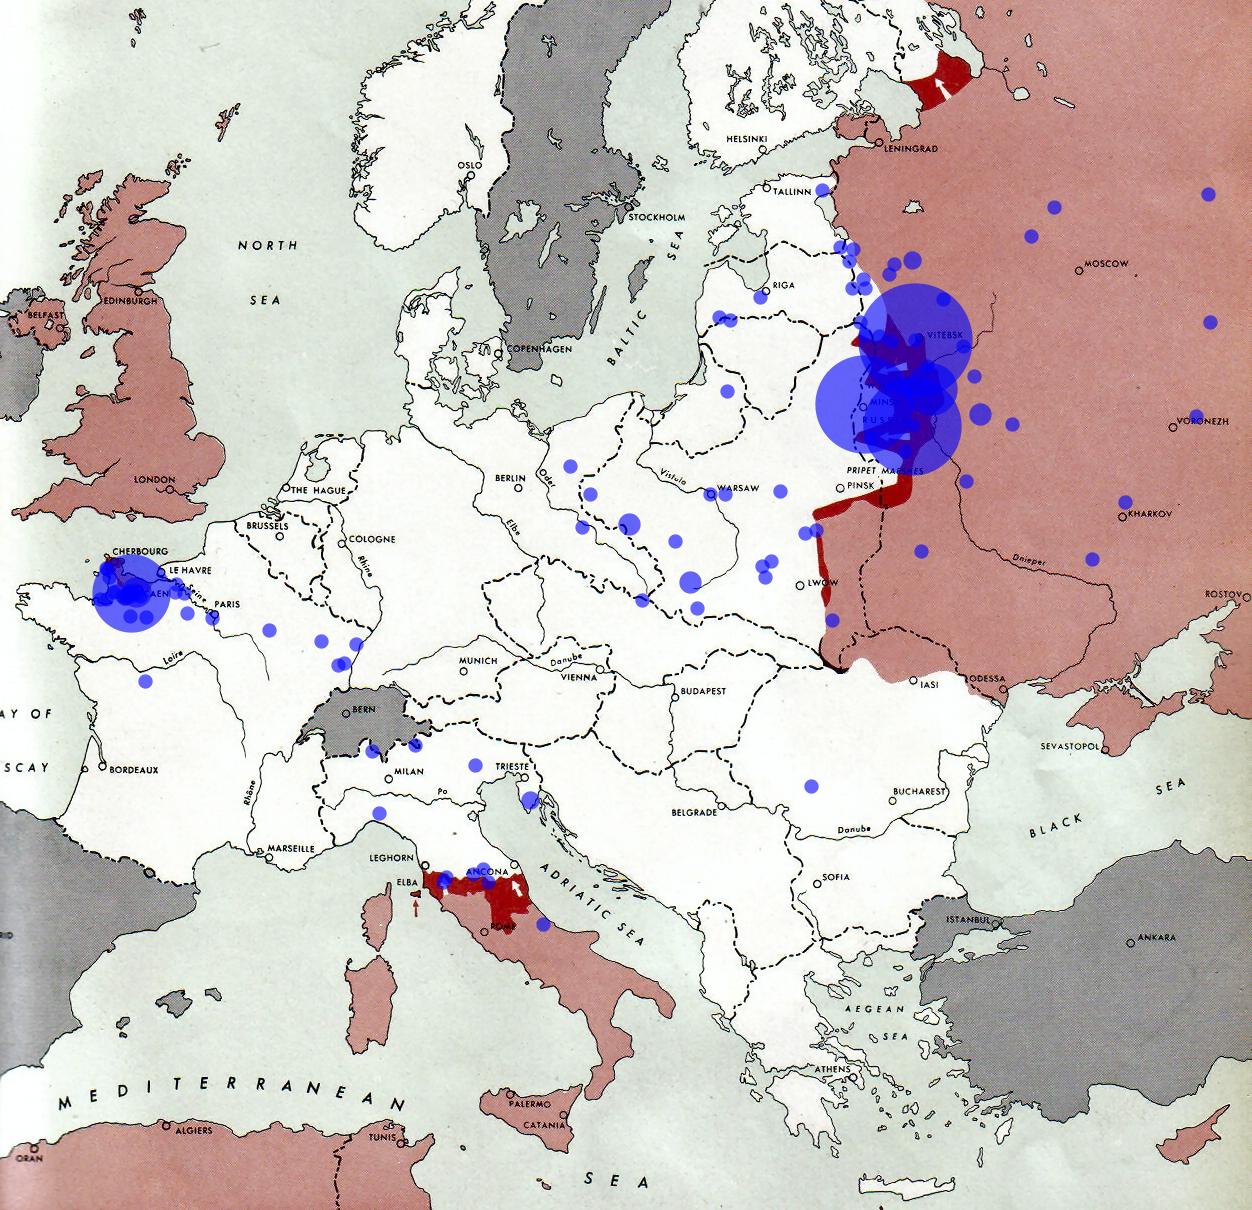 HELSINKI
LENINGRAD
OSLO
TALLINN
STOCKHOLM
NORTH
SEA
BALTIC SEA
MOSCOW
RIGA
EDINBURGH
BELFAST
VITEBSK
COPENHAGEN
MINS
RUS
VORONEZH
PRIPET MARSHES
PINSK
Vistula
WARSAW
BERLIN
Oder
LONDON
THE HAGUE
BRUSSELS
Elbe
KHARKOV
COLOGNE
Rhine
CHERBOURG
LE HAVRE
Dnieper
LWOW
CAEN
Seine
PARIS
ROSTOV
Loire
MUNICH
Danube
VIENNA
IASI
ODESSA
BUDAPEST
BERN
AY OF
SCAY
SEVASTOPOL
BORDEAUX
MILAN
TRIESTE
Rhône
Po
BUCHAREST
BELGRADE
BLACK SEA
Danube
MARSEILLE
LEGHORN
ANCONA
ELBA
ADRIATIC SEA
SOFIA
ISTANBUL
ROME
ANKARA
AEGEAN
SEA
ATHENS
MEDITERRANEAN
PALERMO
CATANIA
ALGIERS
TUNIS
ORAN
SEA